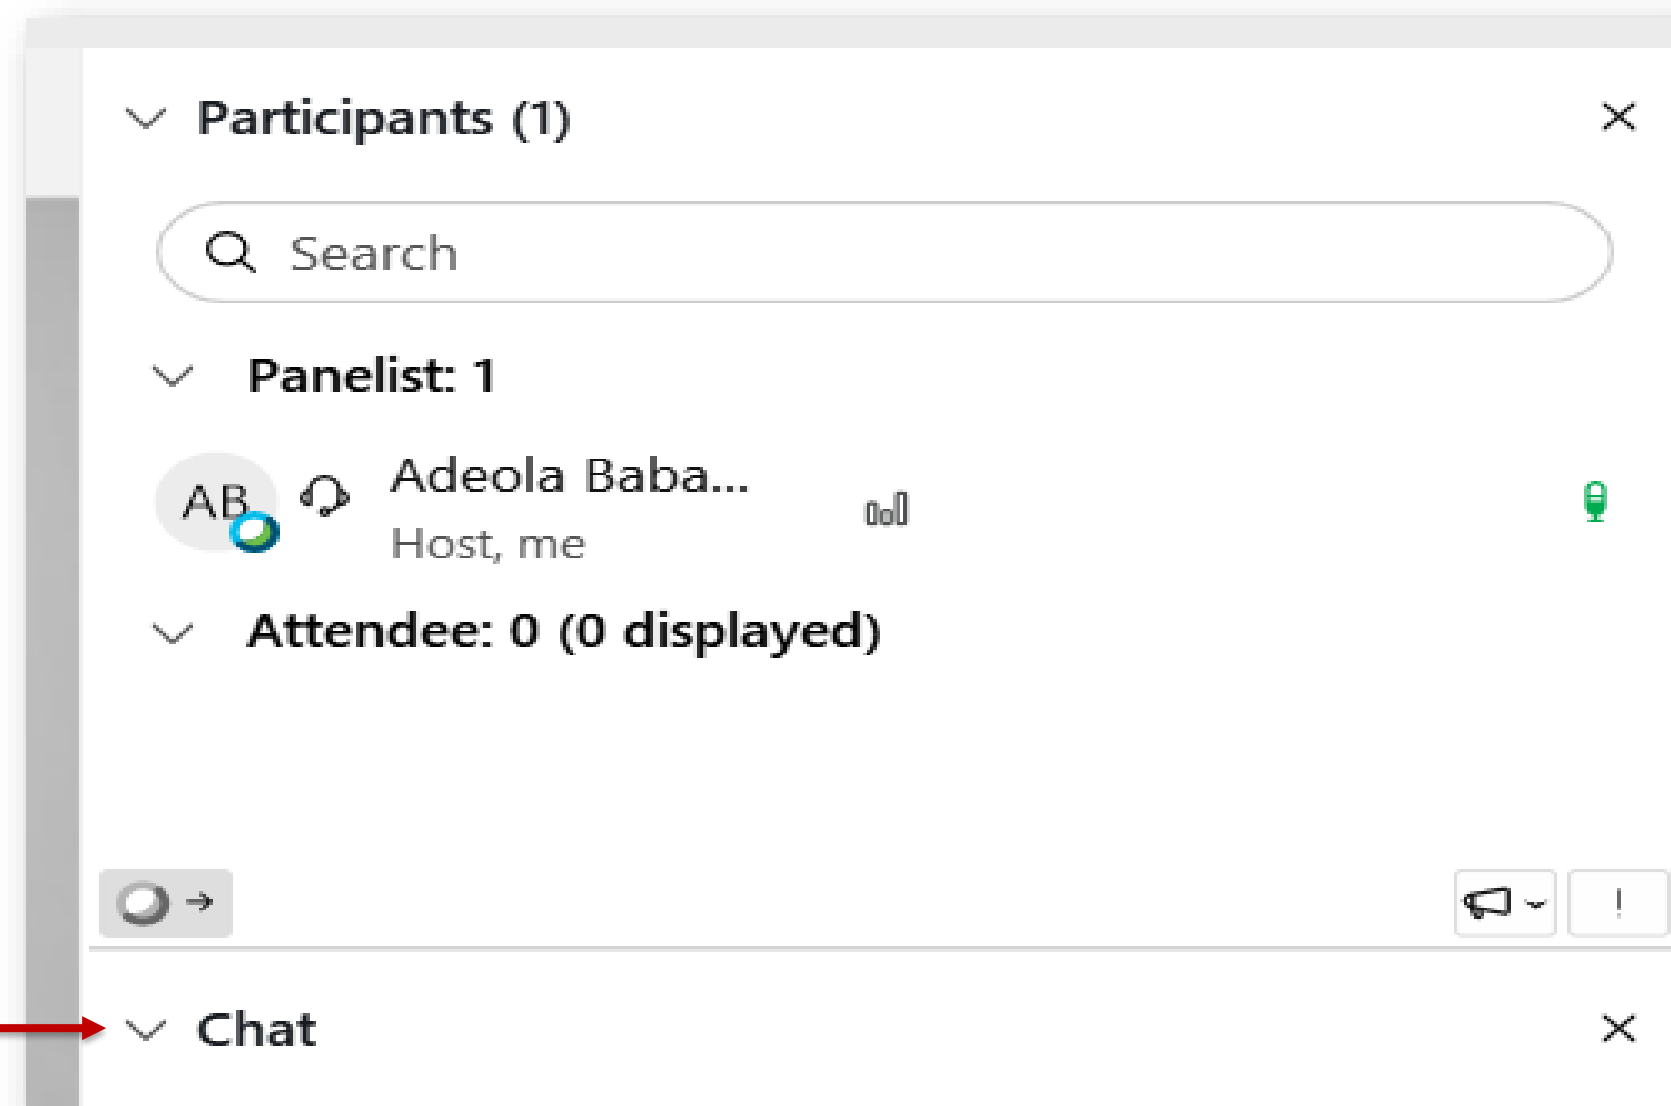 Participants (1)
Search
Panelist: 1
AB
Adeola Baba...
Host, me
Attendee: 0 (0 displayed)
Chat